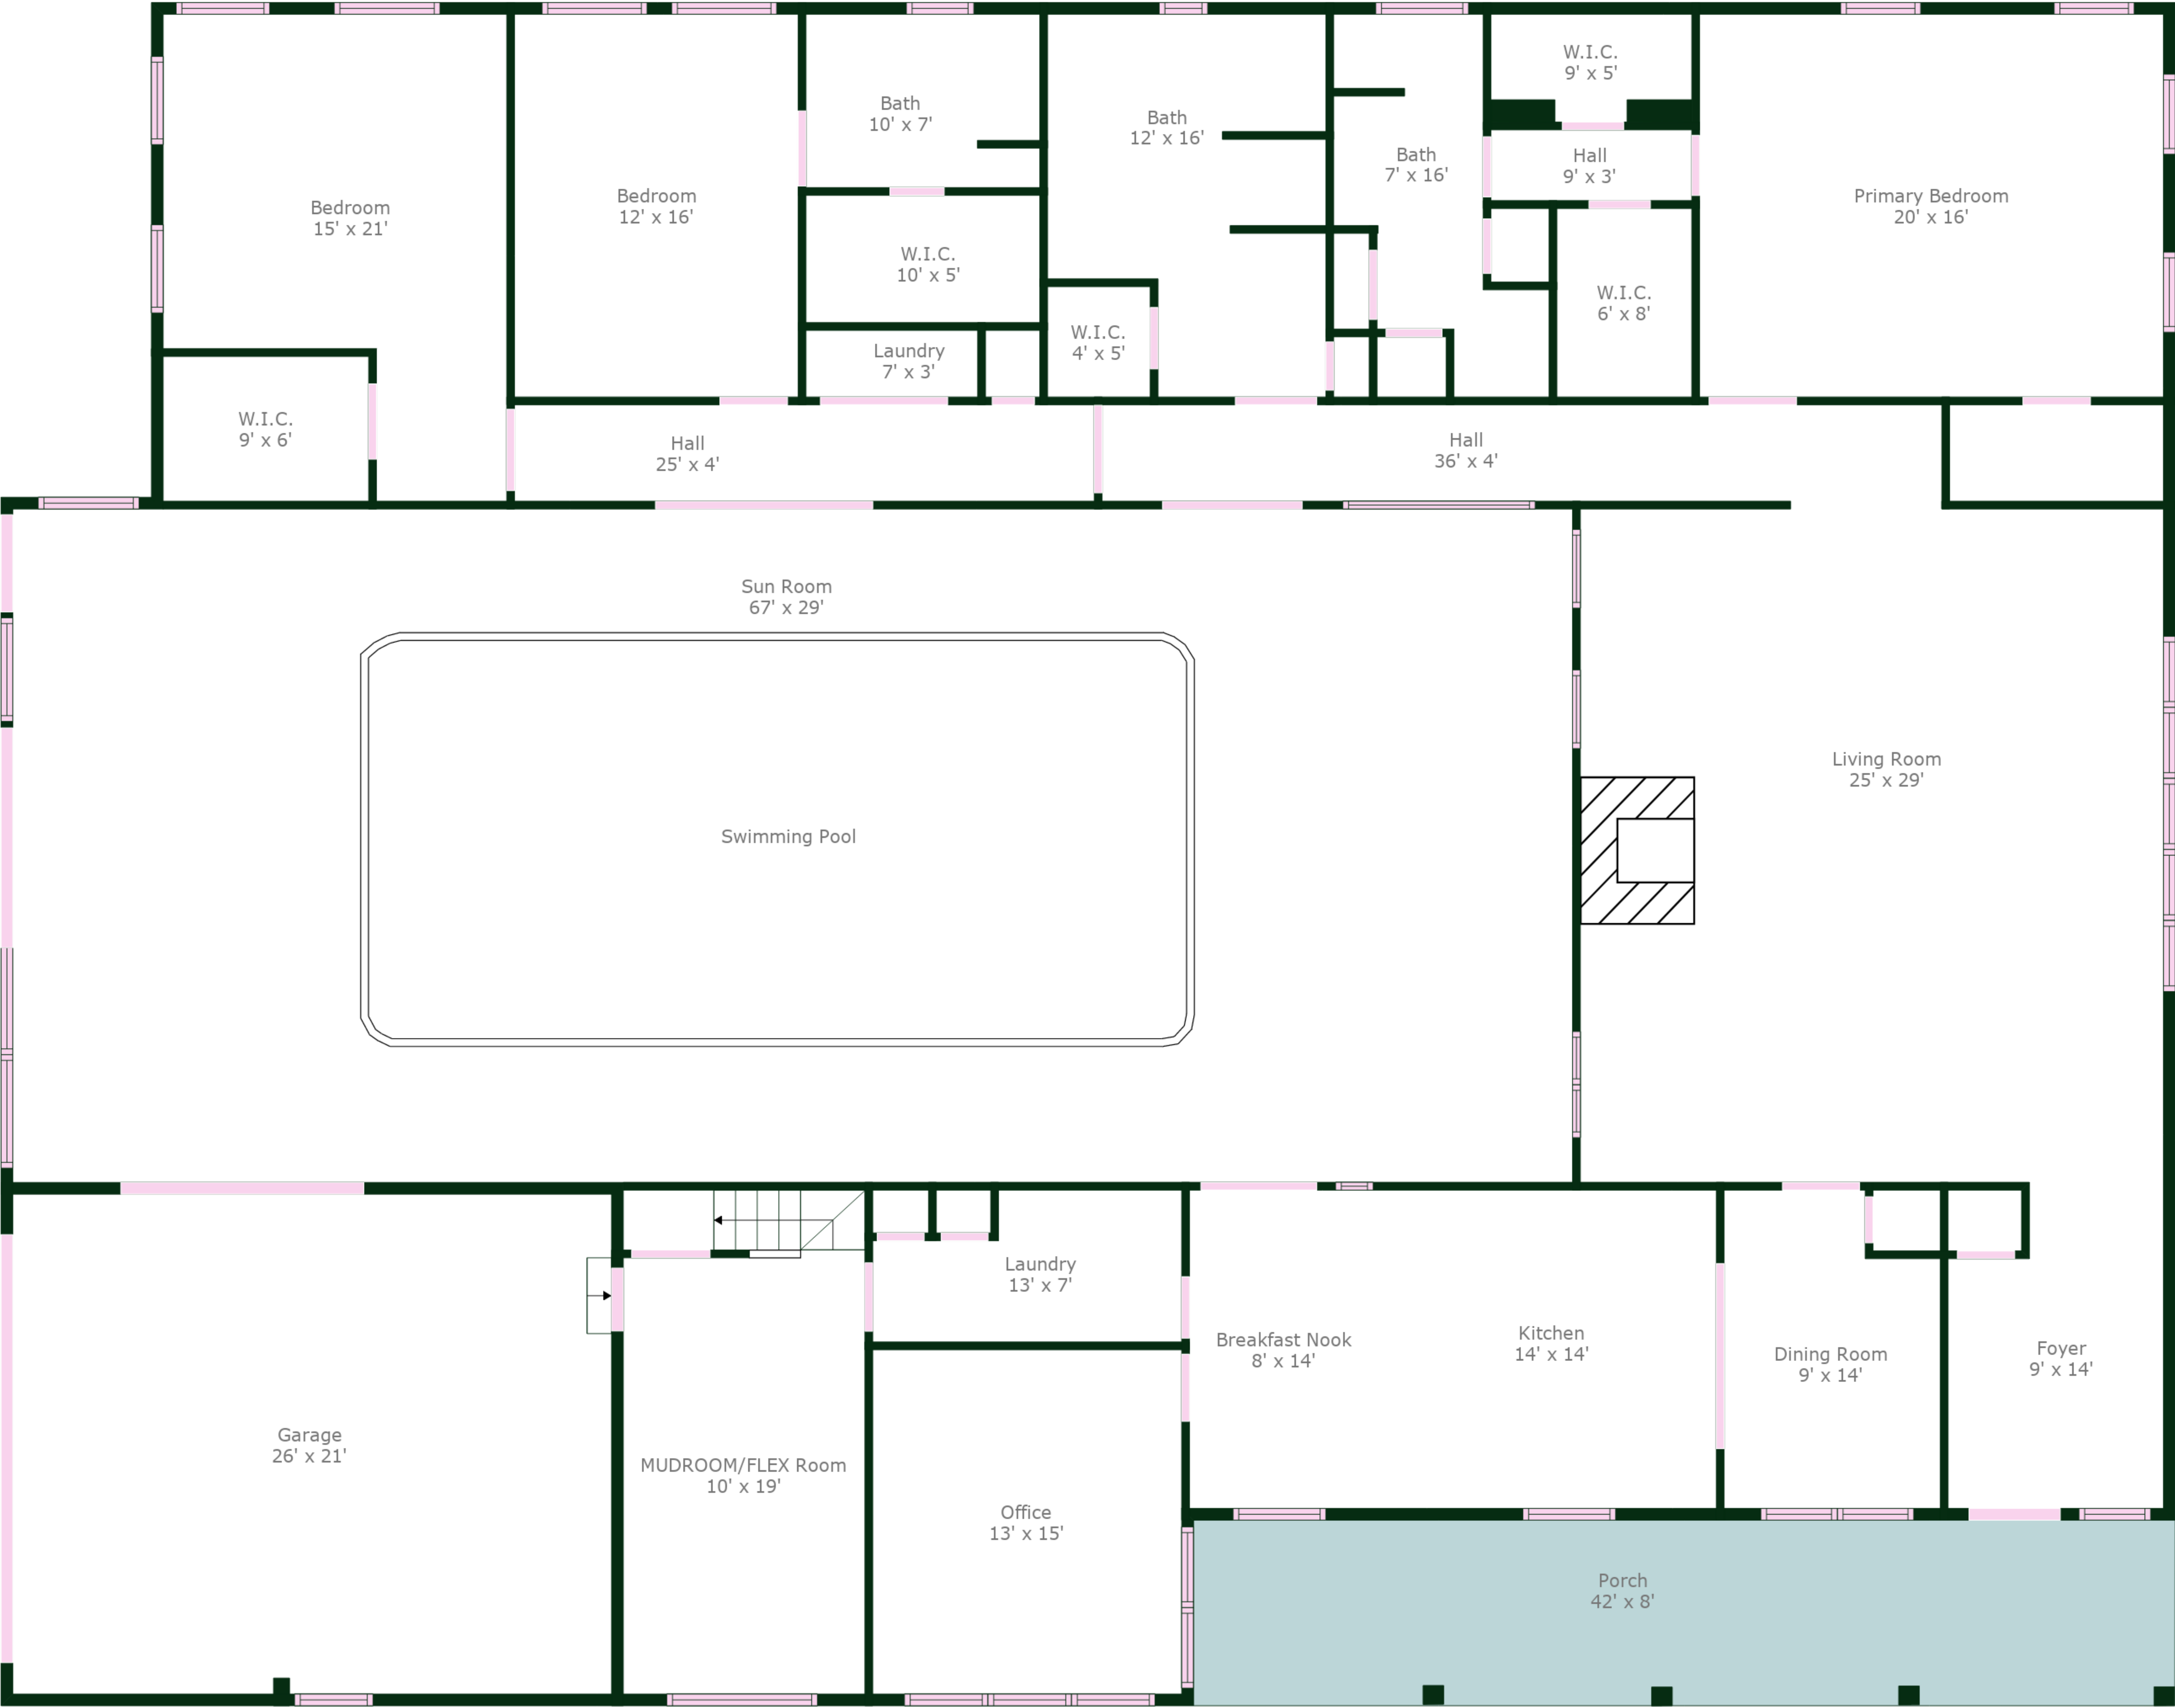 W.I.C.
9' x 5'
Bath
10' x 7'
Bath
12' x 16'
Bath
7' x 16'
Hall
9' x 3'
Bedroom
15' x 21'
Bedroom
12' x 16'
Primary Bedroom
20' x 16'
W.I.C.
10' x 5'
W.I.C.
6' x 8'
W.I.C.
4' x 5'
Laundry
7' x 3'
W.I.C.
9' x 6'
Hall
25' x 4'
Hall
36' x 4'
Sun Room
67' x 29'
Living Room
25' x 29'
Swimming Pool
Laundry
13' x 7'
Breakfast Nook
8' x 14'
Kitchen
14' x 14'
Dining Room
9' x 14'
Foyer
9' x 14'
Garage
26' x 21'
MUDROOM/FLEX Room
10' x 19'
Office
13' x 15'
Porch
42' x 8'